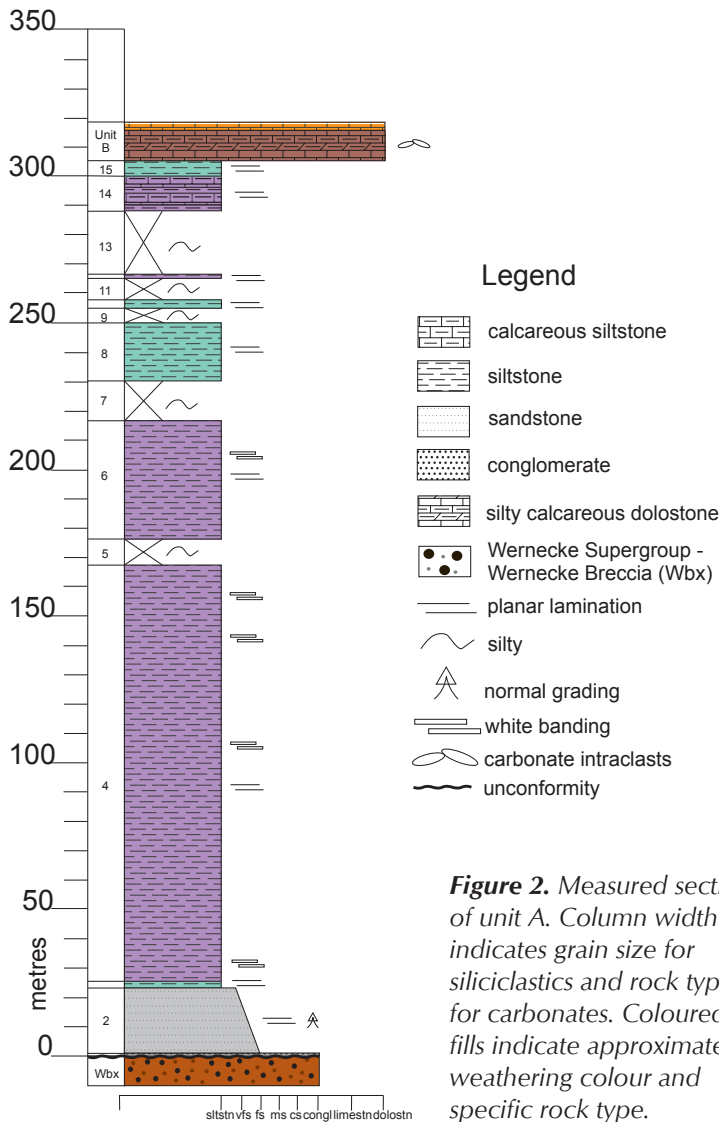 350
300
250
200
150
100
50
0
metres
Unit
B
15
14
13
11
9
8
7
6
5
4
2
Wbx
sltstn vfs fs ms cs congl limestn dolostn
Legend
calcareous siltstone
siltstone
sandstone
conglomerate
silty calcareous dolostone
Wernecke Supergroup -
Wernecke Breccia (Wbx)
planar lamination
silty
normal grading
white banding
carbonate intraclasts
unconformity
Figure 2. Measured secti
of unit A. Column width
indicates grain size for
siliciclastics and rock typ
for carbonates. Coloured
fills indicate approximate
weathering colour and
specific rock type.